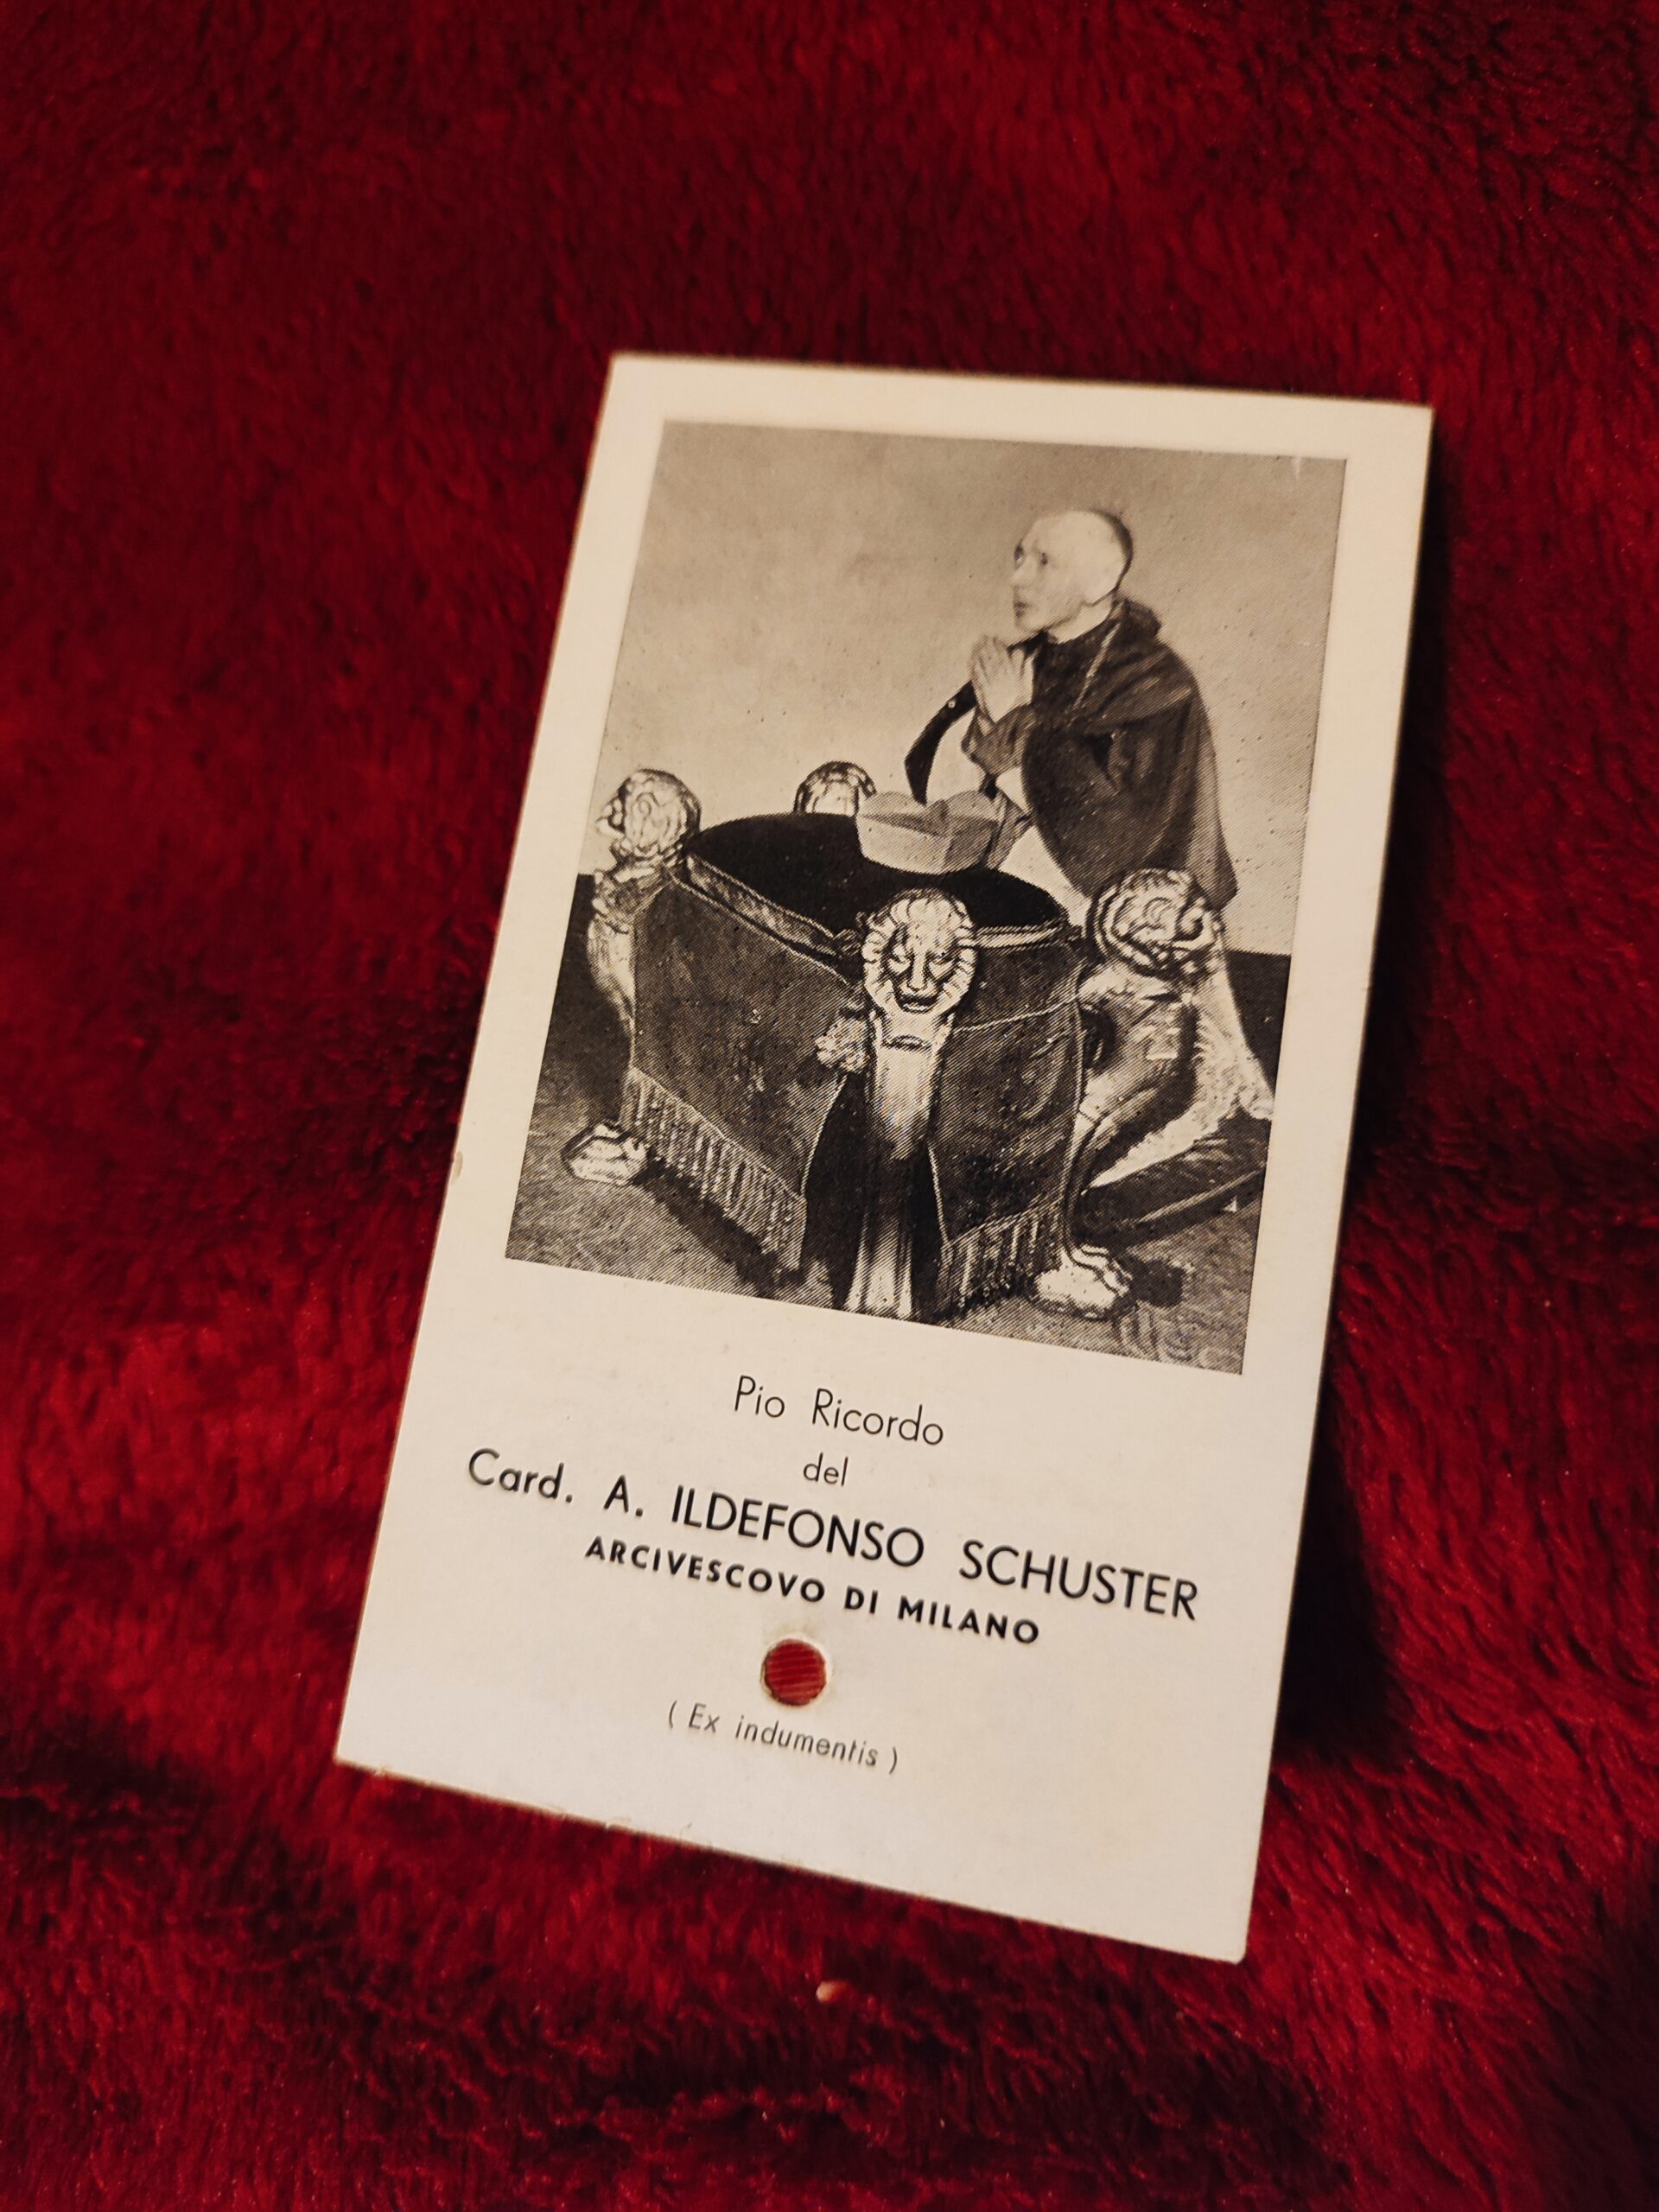 Pio Ricordo
del
Card. A. ILDEFONSO SCHUSTER
ARCIVESCOVO DI MILANO
( Ex indumentis )